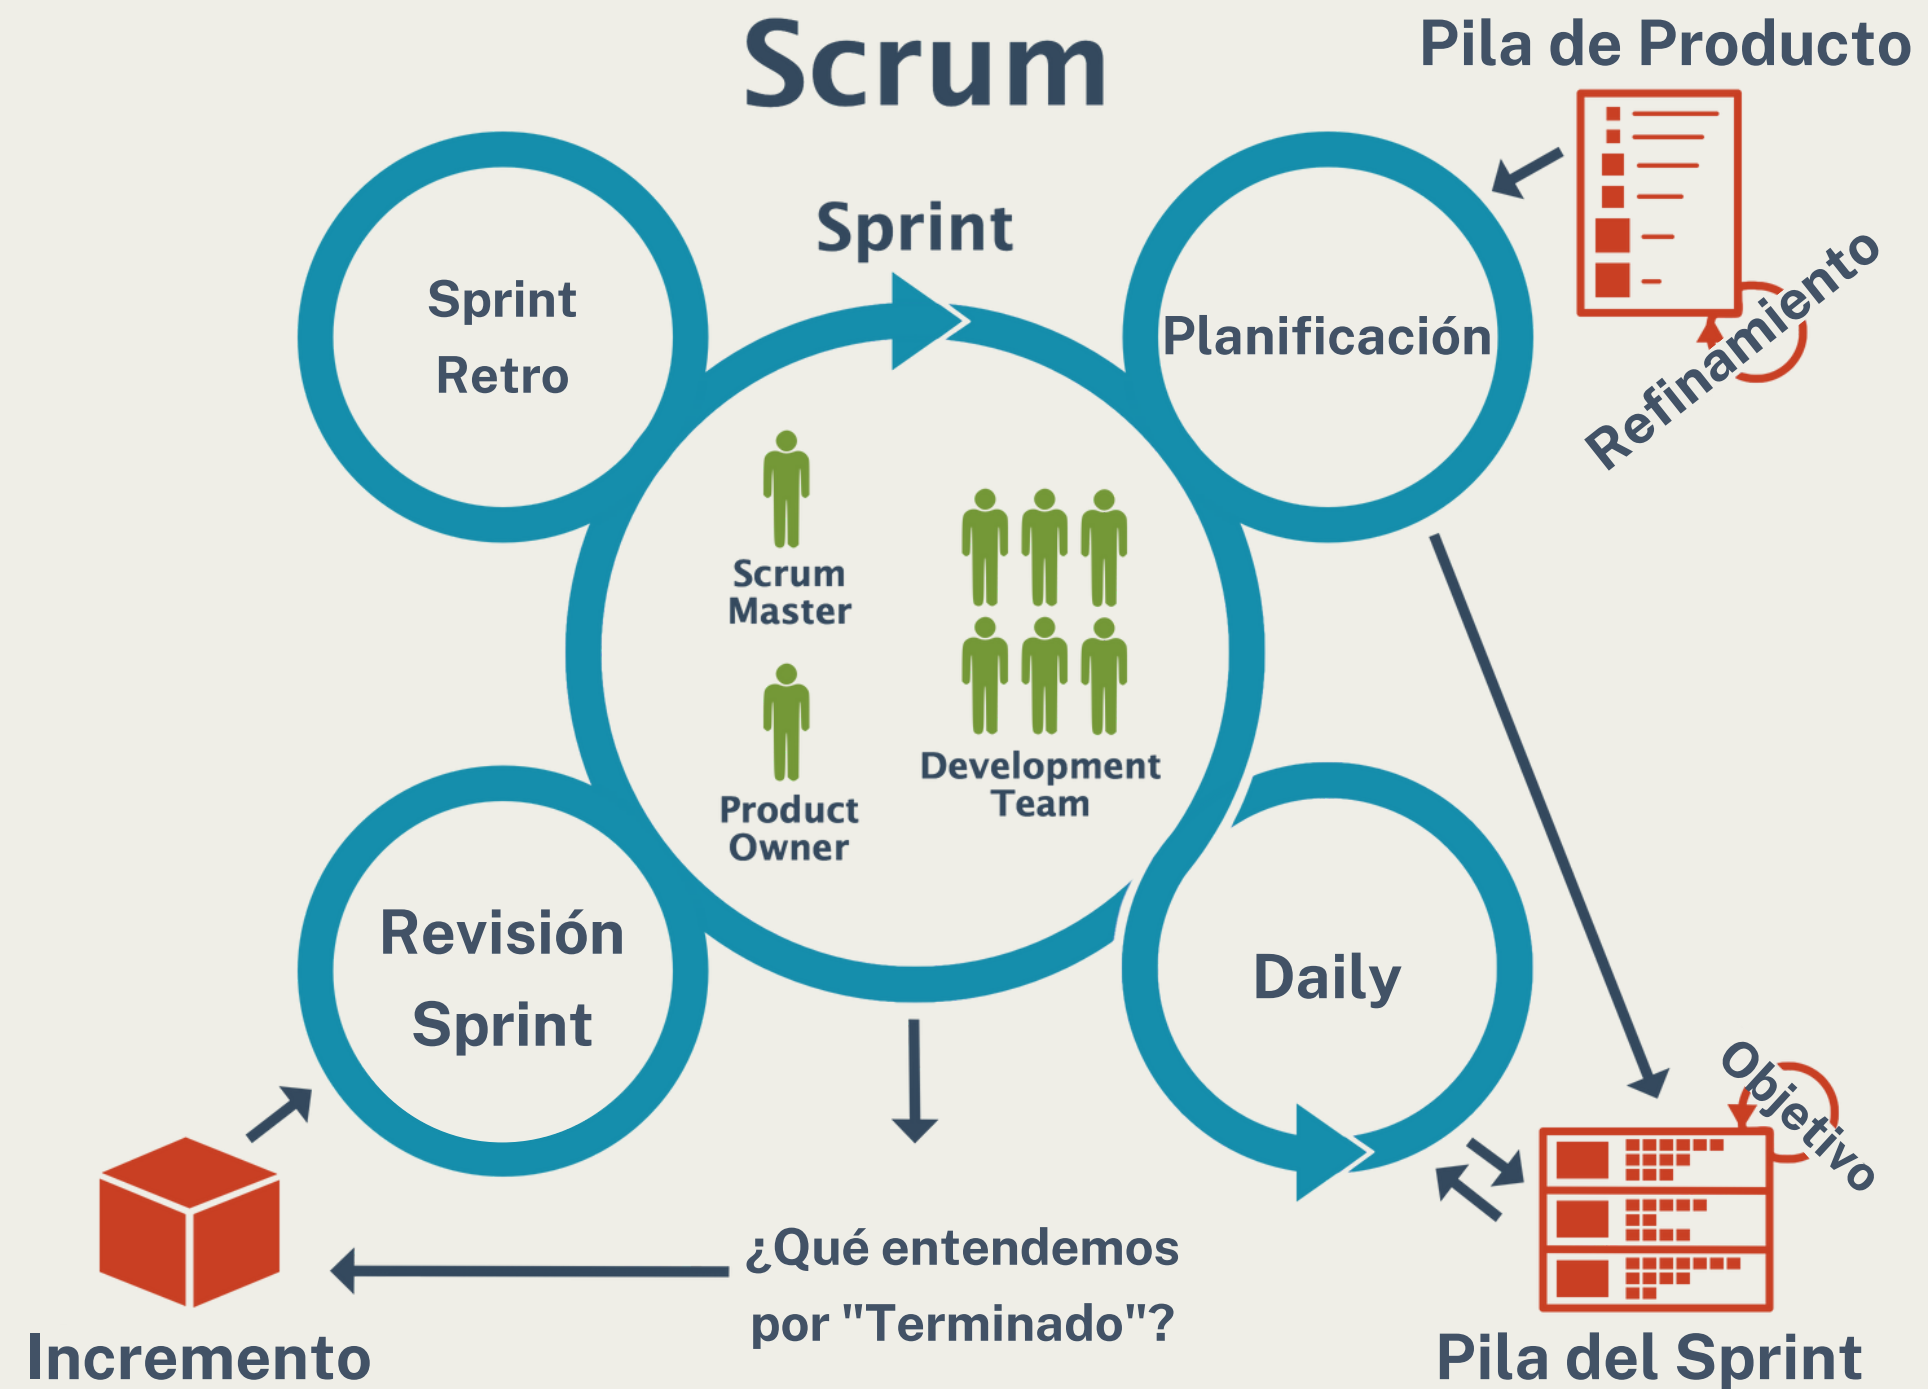 Scrum
Pila de Producto
Sprint
Sprint
Retro
Planificación
Refinamiento
Scrum
Master
Product
Owner
Development
Team
Revisión
Sprint
Daily
Objetivo
¿Qué entendemos
por "Terminado"?
Incremento
Pila del Sprint